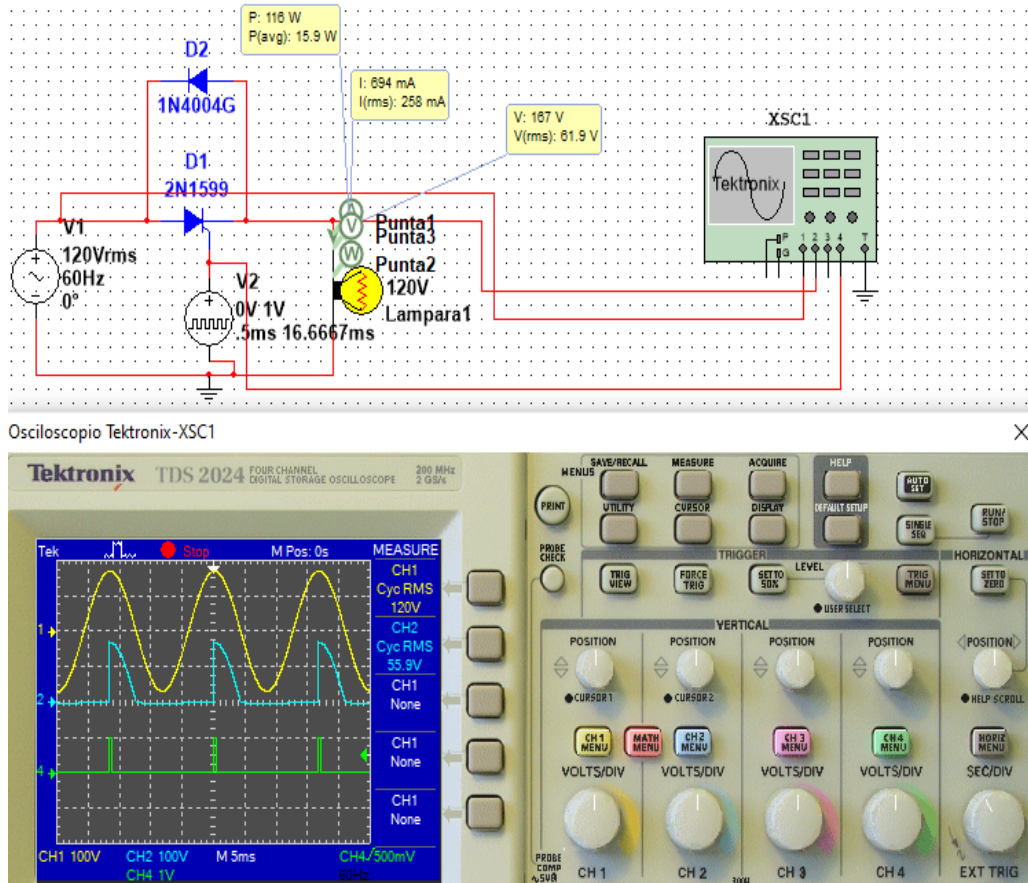 P: 116 W
P(avg): 15.9 W
D2
1N4004G
I: 694 mA
I(rms): 258 mA
V: 167 V
V(rms): 61.9 V
XSC1
Tektronix
P
G
1 2 3 4
T
D1
2N1599
V1
120Vrms
60Hz
0°
A
V
W
Punta1
Punta3
Punta2
120V
Lampara1
V2
0V 1V
.5ms 16.6667ms
Osciloscopio Tektronix-XSC1
X
Tektronix TDS 2024 FOUR CHANNEL DIGITAL STORAGE OSCILLOSCOPE
200 MHz
2 GS/s
Tek Stop M Pos: 0s MEASURE
CH1
Cyc RMS
120V
CH2
Cyc RMS
55.9V
CH1
None
CH1
None
CH1
None
1
2
4
CH1 100V CH2 100V M 5ms CH4 500mV
CH4 1V 60Hz
MENUS
SAVE/RECALL MEASURE ACQUIRE HELP
UTILITY CURSOR DISPLAY DEFAULT SETUP
PRINT
AUTO SET
SINGLE SEQ
RUN/ STOP
PROBE CHECK
TRIGGER
LEVEL
HORIZONTAL
TRIG VIEW
FORCE TRIG
SET TO 50%
USER SELECT
TRIG MENU
SET TO ZERO
VERTICAL
POSITION POSITION POSITION POSITION POSITION
CURSOR 1 CURSOR 2 HELP SCROLL
CH 1 MENU
MATH MENU
CH 2 MENU
CH 3 MENU
CH 4 MENU
HORIZ MENU
VOLTS/DIV VOLTS/DIV VOLTS/DIV VOLTS/DIV SEC/DIV
PROBE COMP
~5V
CH 1 CH 2 CH 3 CH 4 EXT TRIG
300V